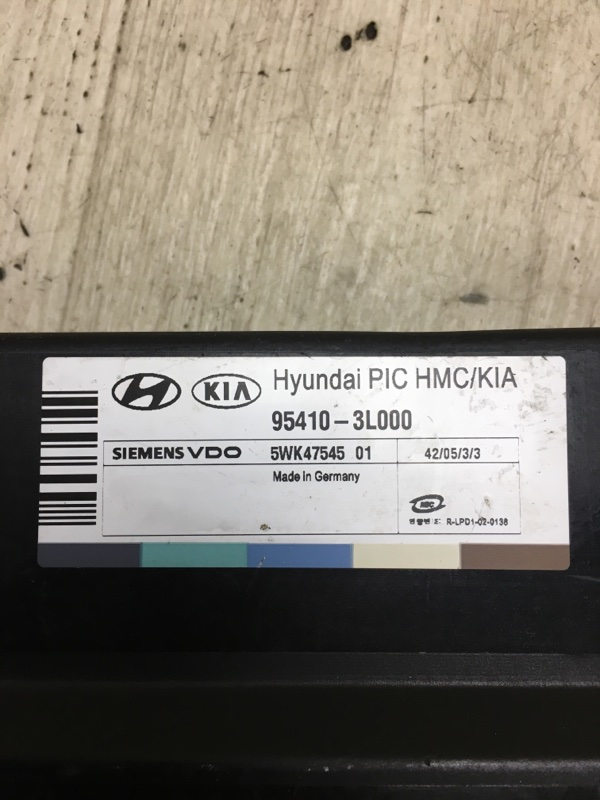 KIA Hyundai PIC HMC/KIA
95410-3L000
SIEMENS VDO 5WK47545 01 42/05/3/3
Made in Germany
R-LPD1-02-0138